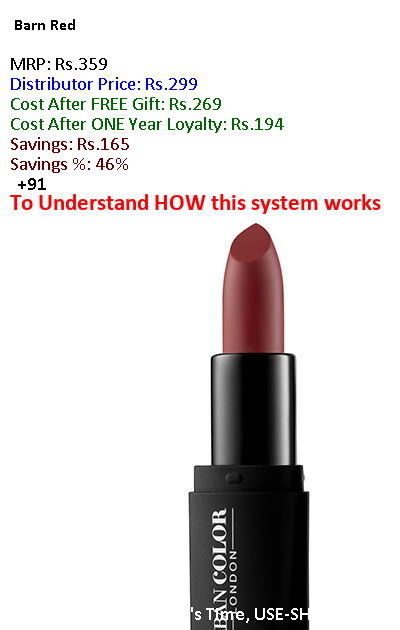 Barn Red
MRP: Rs.359
Distributor Price: Rs.299
Cost After FREE Gift: Rs.269
Cost After ONE Year Loyalty: Rs.194
Savings: Rs.165
Savings %: 46%
+91
To Understand HOW this system works
BAN COLOR
LONDON
's Time, USE-SH